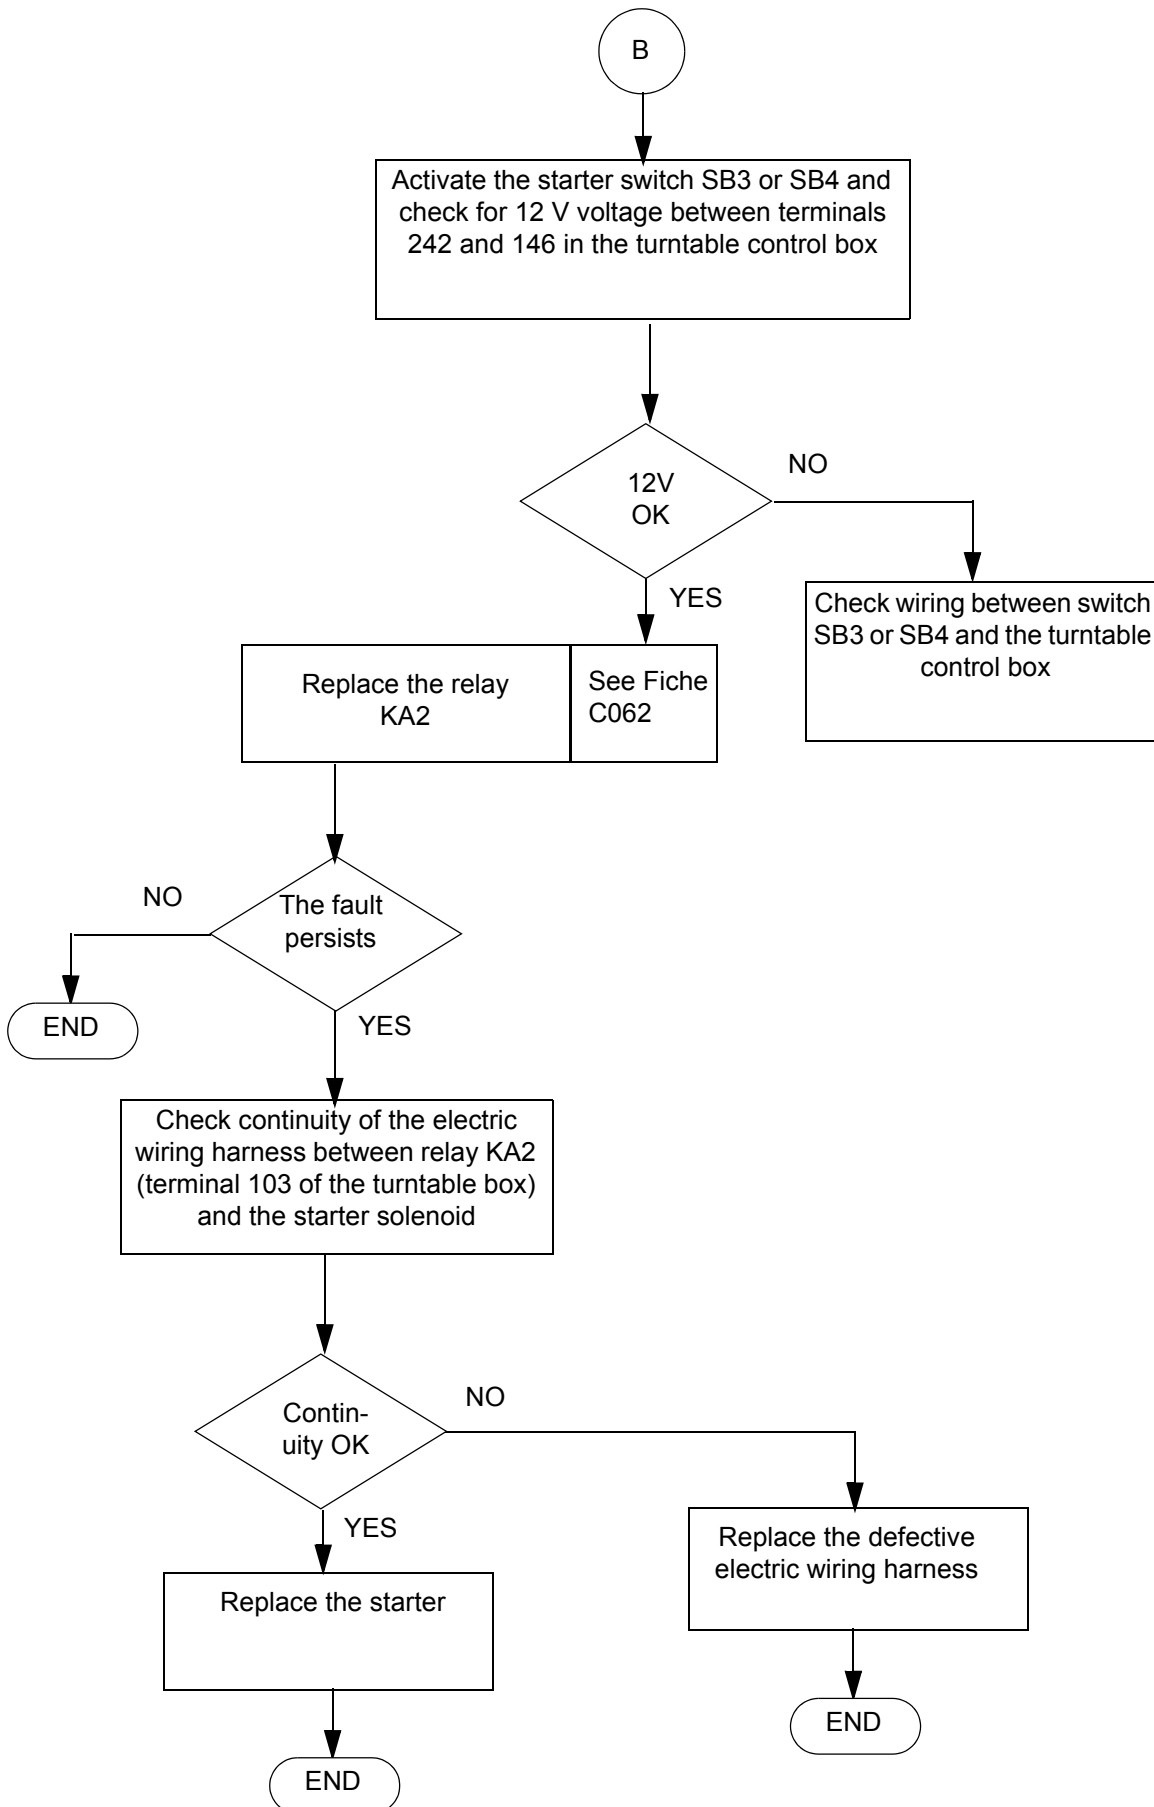 B
Activate the starter switch SB3 or SB4 and
check for 12 V voltage between terminals
242 and 146 in the turntable control box
12V
OK
NO
YES
Check wiring between switch
SB3 or SB4 and the turntable
control box
Replace the relay
KA2
See Fiche
C062
The fault
persists
NO
END
YES
Check continuity of the electric
wiring harness between relay KA2
(terminal 103 of the turntable box)
and the starter solenoid
Contin-
uity OK
NO
YES
Replace the defective
electric wiring harness
Replace the starter
END
END